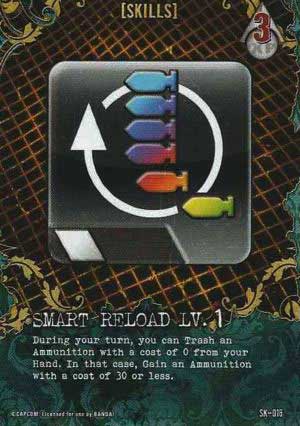 [SKILLS]
3
SMART RELOAD LV. 1
During your turn, you can Trash an
Ammunition with a cost of 0 from your
Hand. In that case, Gain an Ammunition
with a cost of 30 or less.
©CAPCOM Licensed for use by BANDAI
SK-016